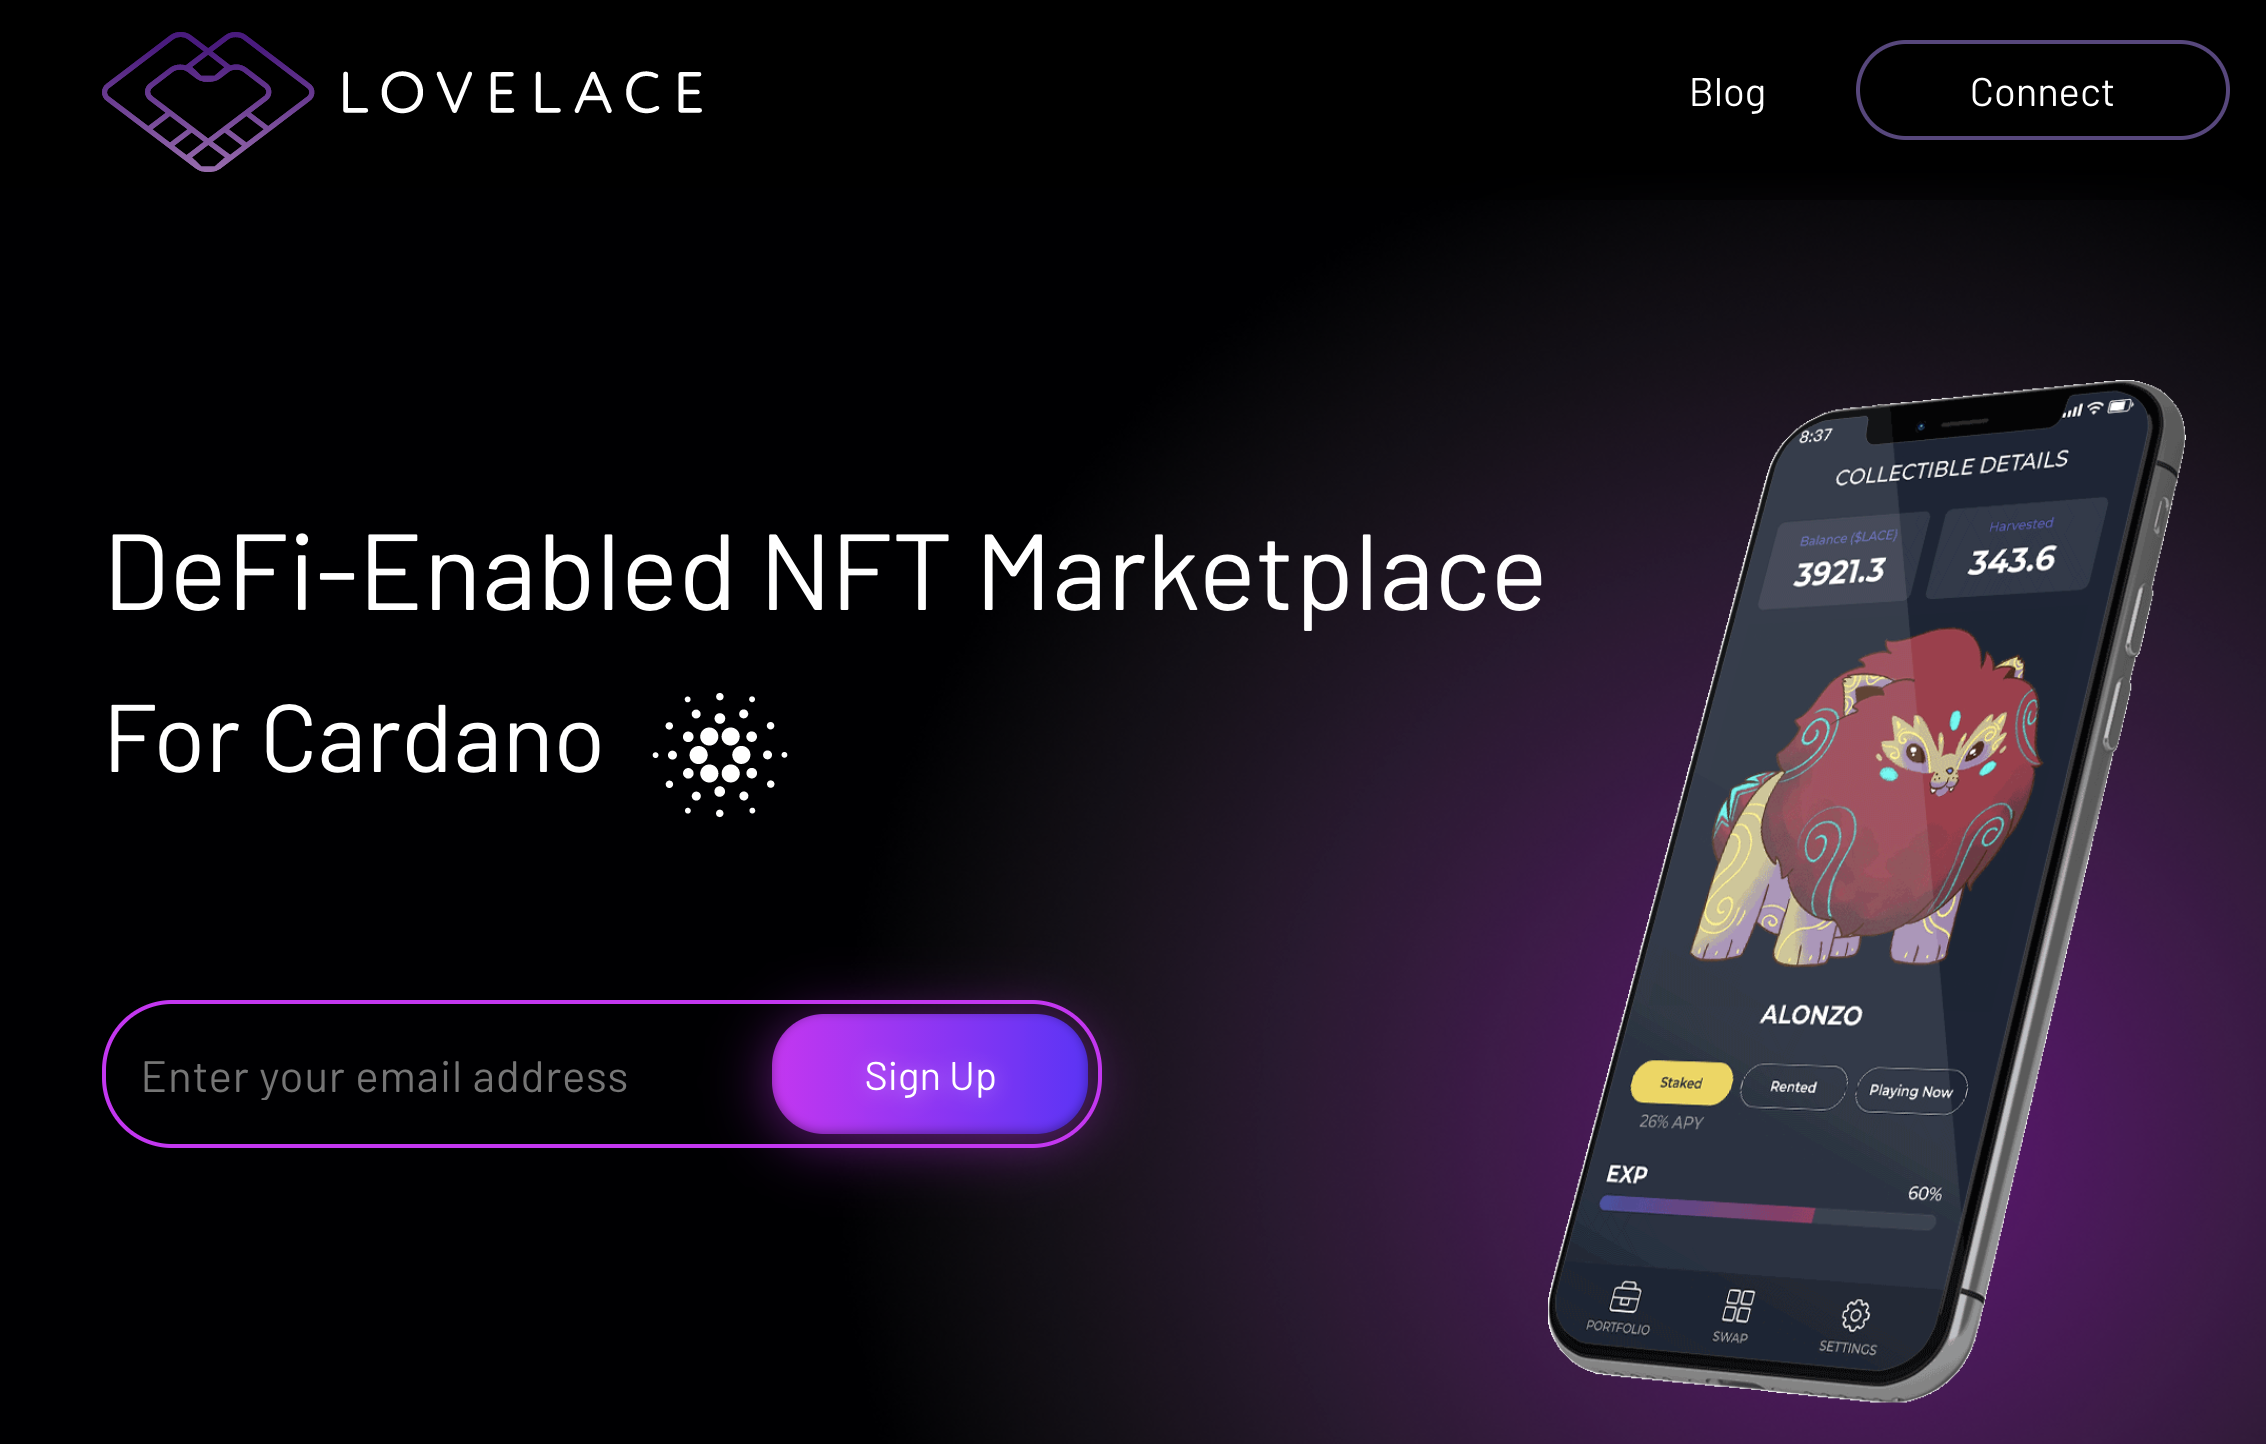 LOVELACE
Blog
Connect
DeFi-Enabled NFT Marketplace
For Cardano
Enter your email address
Sign Up
8:37
COLLECTIBLE DETAILS
Balance ($LACE)
Harvested
3921.3
343.6
ALONZO
Staked
Rented
Playing Now
26% APY
EXP
60%
PORTFOLIO
SWAP
SETTINGS